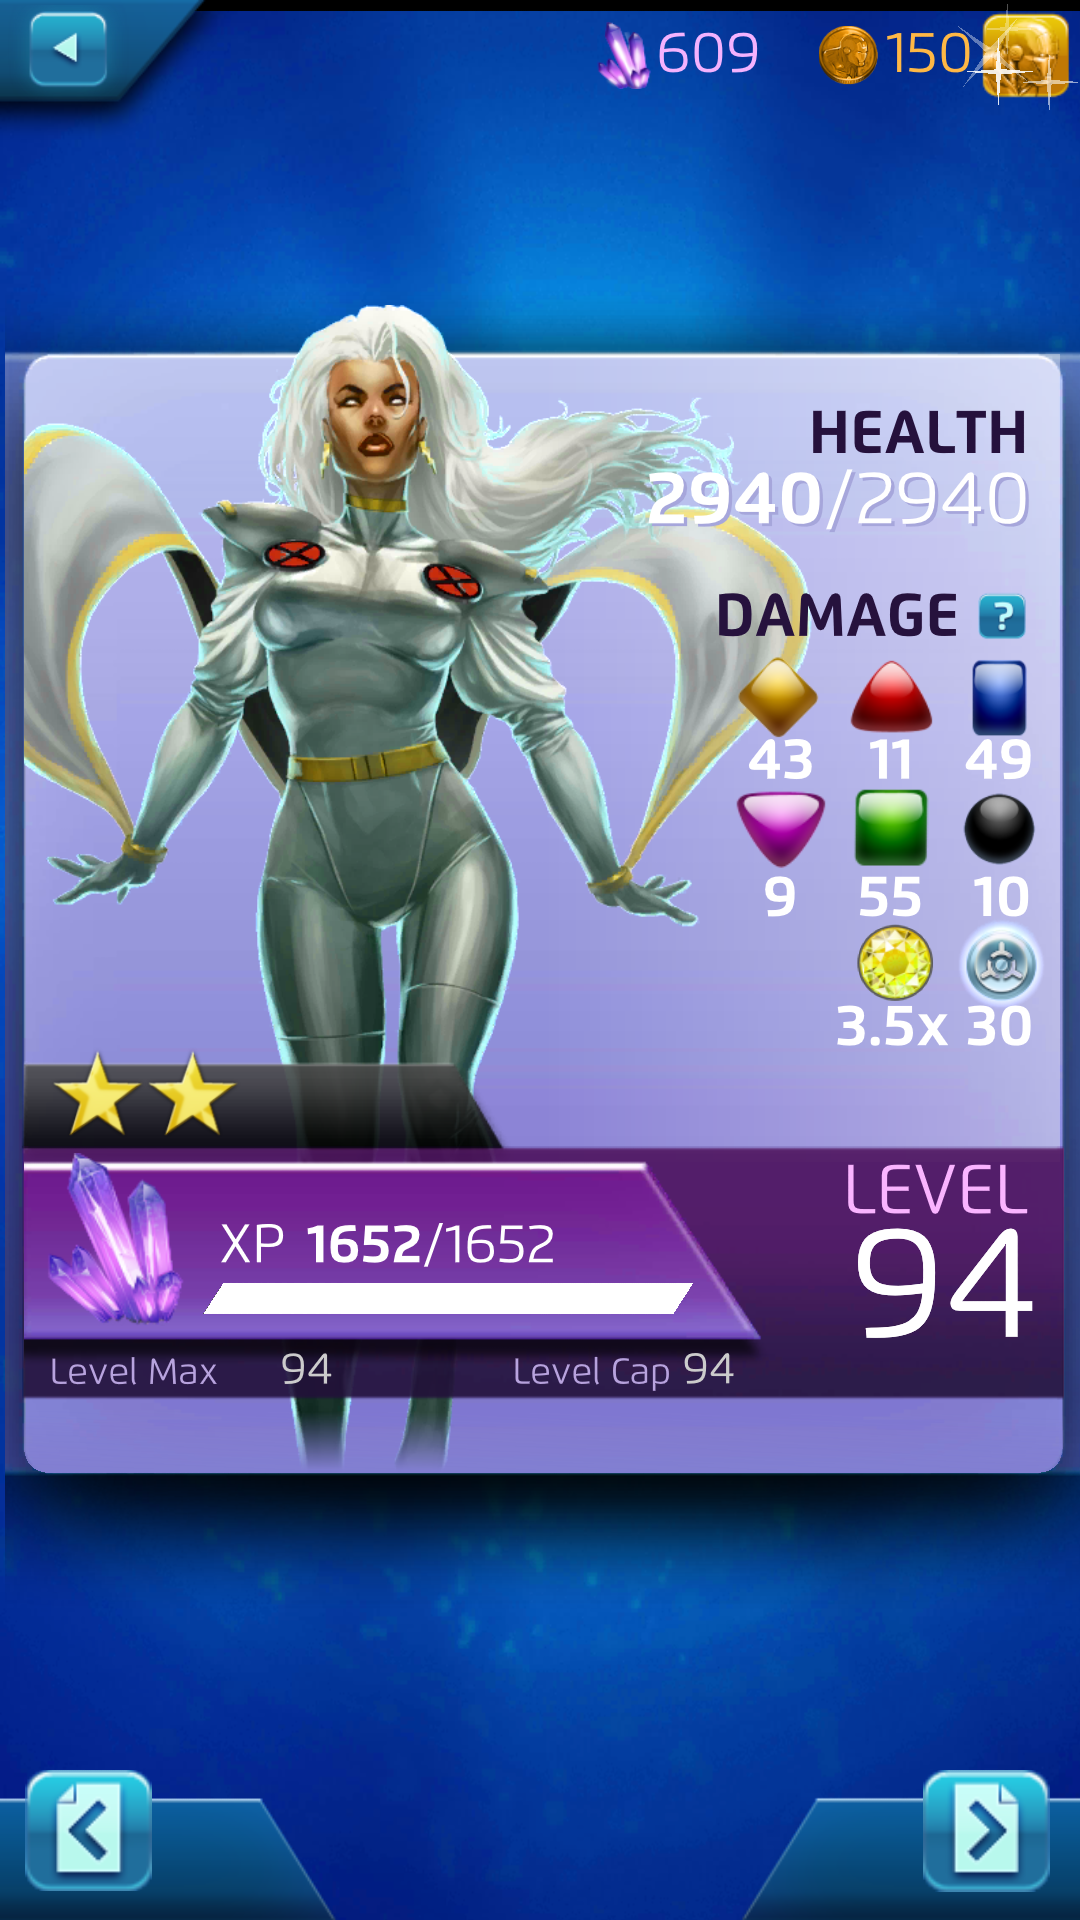 609 150
HEALTH
2940/2940
DAMAGE ?
43 11 49
9 55 10
3.5x 30
LEVEL
94
XP 1652/1652
Level Max 94 Level Cap 94